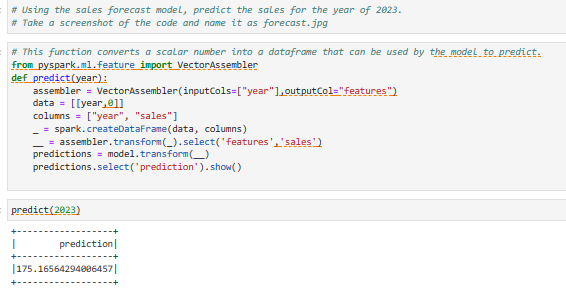 # Using the sales forecast model, predict the sales for the year of 2023.
# Take a screenshot of the code and name it as forecast.jpg
# This function converts a scalar number into a dataframe that can be used by the model to predict.
from pyspark.ml.feature import VectorAssembler
def predict(year):
    assembler = VectorAssembler(inputCols=["year"],outputCol="features")
    data = [[year,0]]
    columns = ["year", "sales"]
    _ = spark.createDataFrame(data, columns)
    __ = assembler.transform(_).select('features','sales')
    predictions = model.transform(__)
    predictions.select('prediction').show()
predict(2023)
+------------------+
|        prediction|
+------------------+
|175.16564294006457|
+------------------+